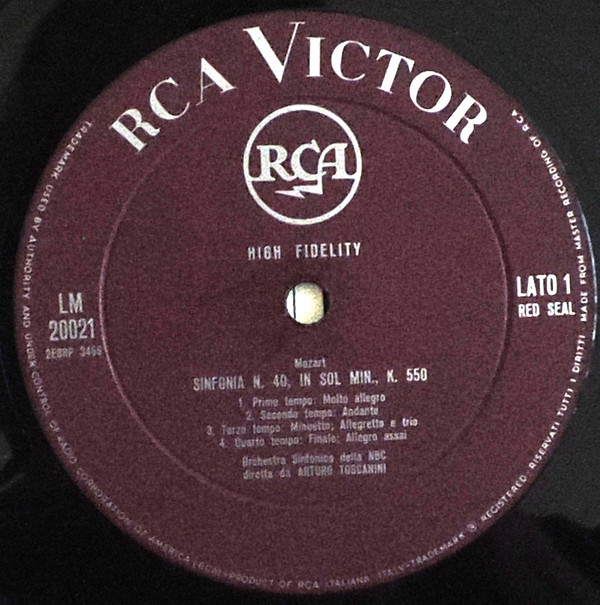 RCA VICTOR
RCA
HIGH FIDELITY
LM
20021
2EBRP 3466
LATO 1
RED SEAL
Mozart
SINFONIA N. 40, IN SOL MIN., K. 550
1. Primo tempo: Molto allegro
2. Secondo tempo: Andante
3. Terzo tempo: Minuetto; Allegretto e trio
4. Quarto tempo: Finale: Allegro assai
Orchestra Sinfonica della NBC
diretta da ARTURO TOSCANINI
TRADEMARK USED BY AUTHORITY AND UNDER CONTROL OF RADIO CORPORATION OF AMERICA (RCA)-PRODUCT OF RCA ITALIANA, ITALY-TRADEMARK ® REGISTERED. RISERVATI TUTTI I DIRITTI. MADE FROM MASTER RECORDING OF RCA